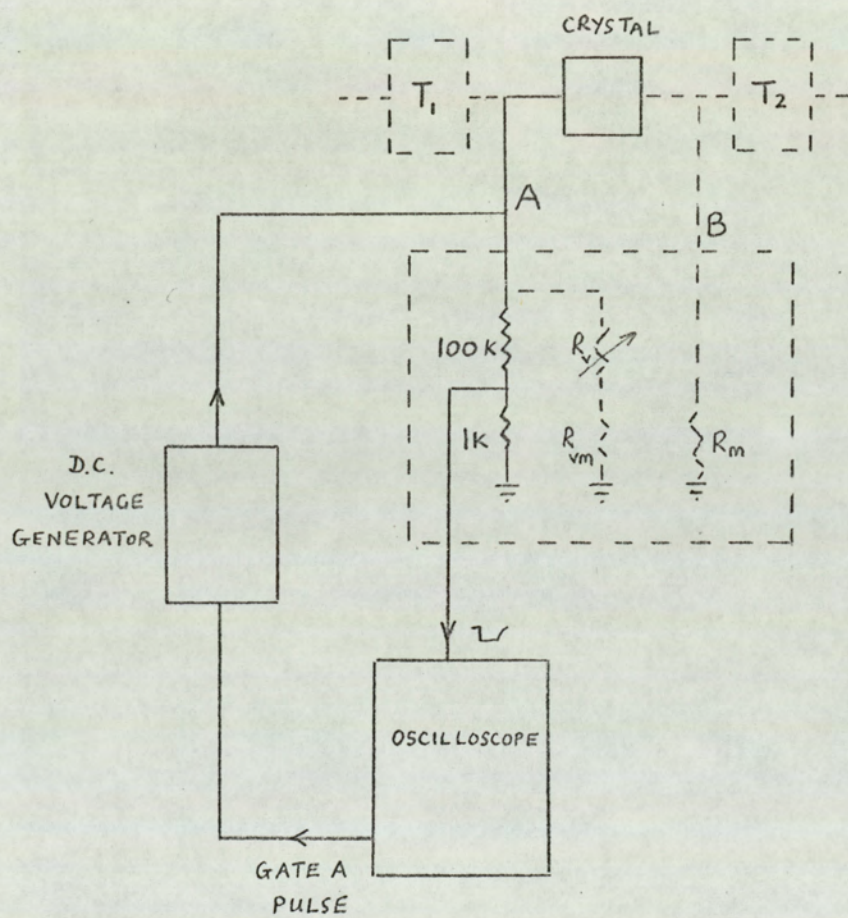 CRYSTAL
T₁
T₂
A
B
100K
Rᵥ
1K
Rᵥₘ
Rₘ
D.C.
VOLTAGE
GENERATOR
OSCILLOSCOPE
GATE A
PULSE